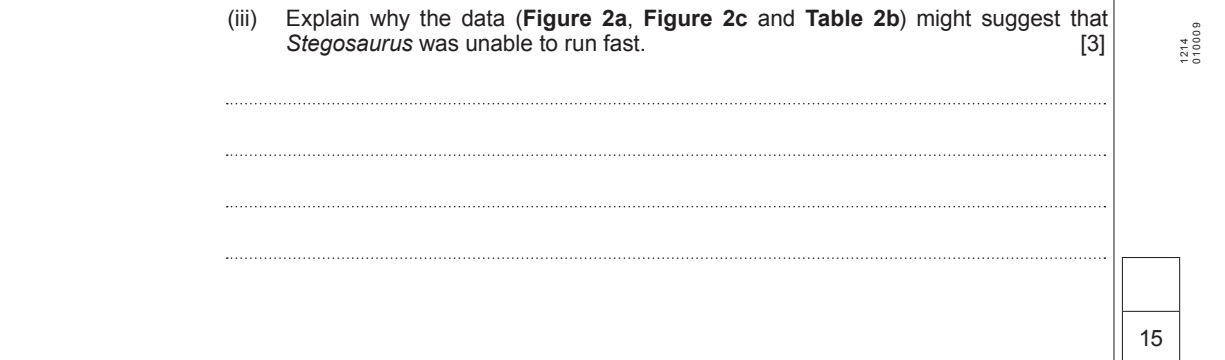 (iii) Explain why the data (Figure 2a, Figure 2c and Table 2b) might suggest that
Stegosaurus was unable to run fast. [3]
1214
010009
15